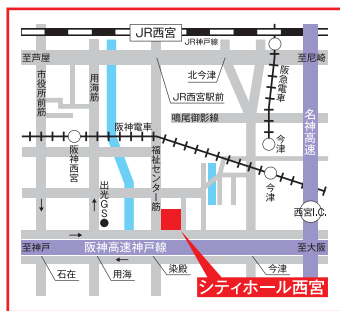 JR西宮
JR神戸線
至芦屋
至尼崎
市役所前筋
用海筋
北今津
JR西宮駅前
阪急電車
鳴尾御影線
名神高速
阪神電車
阪神西宮
福祉センター筋
今津
今津
出光GS
西宮I.C.
至神戸
阪神高速神戸線
至大阪
石在
用海
染殿
今津
シティホール西宮